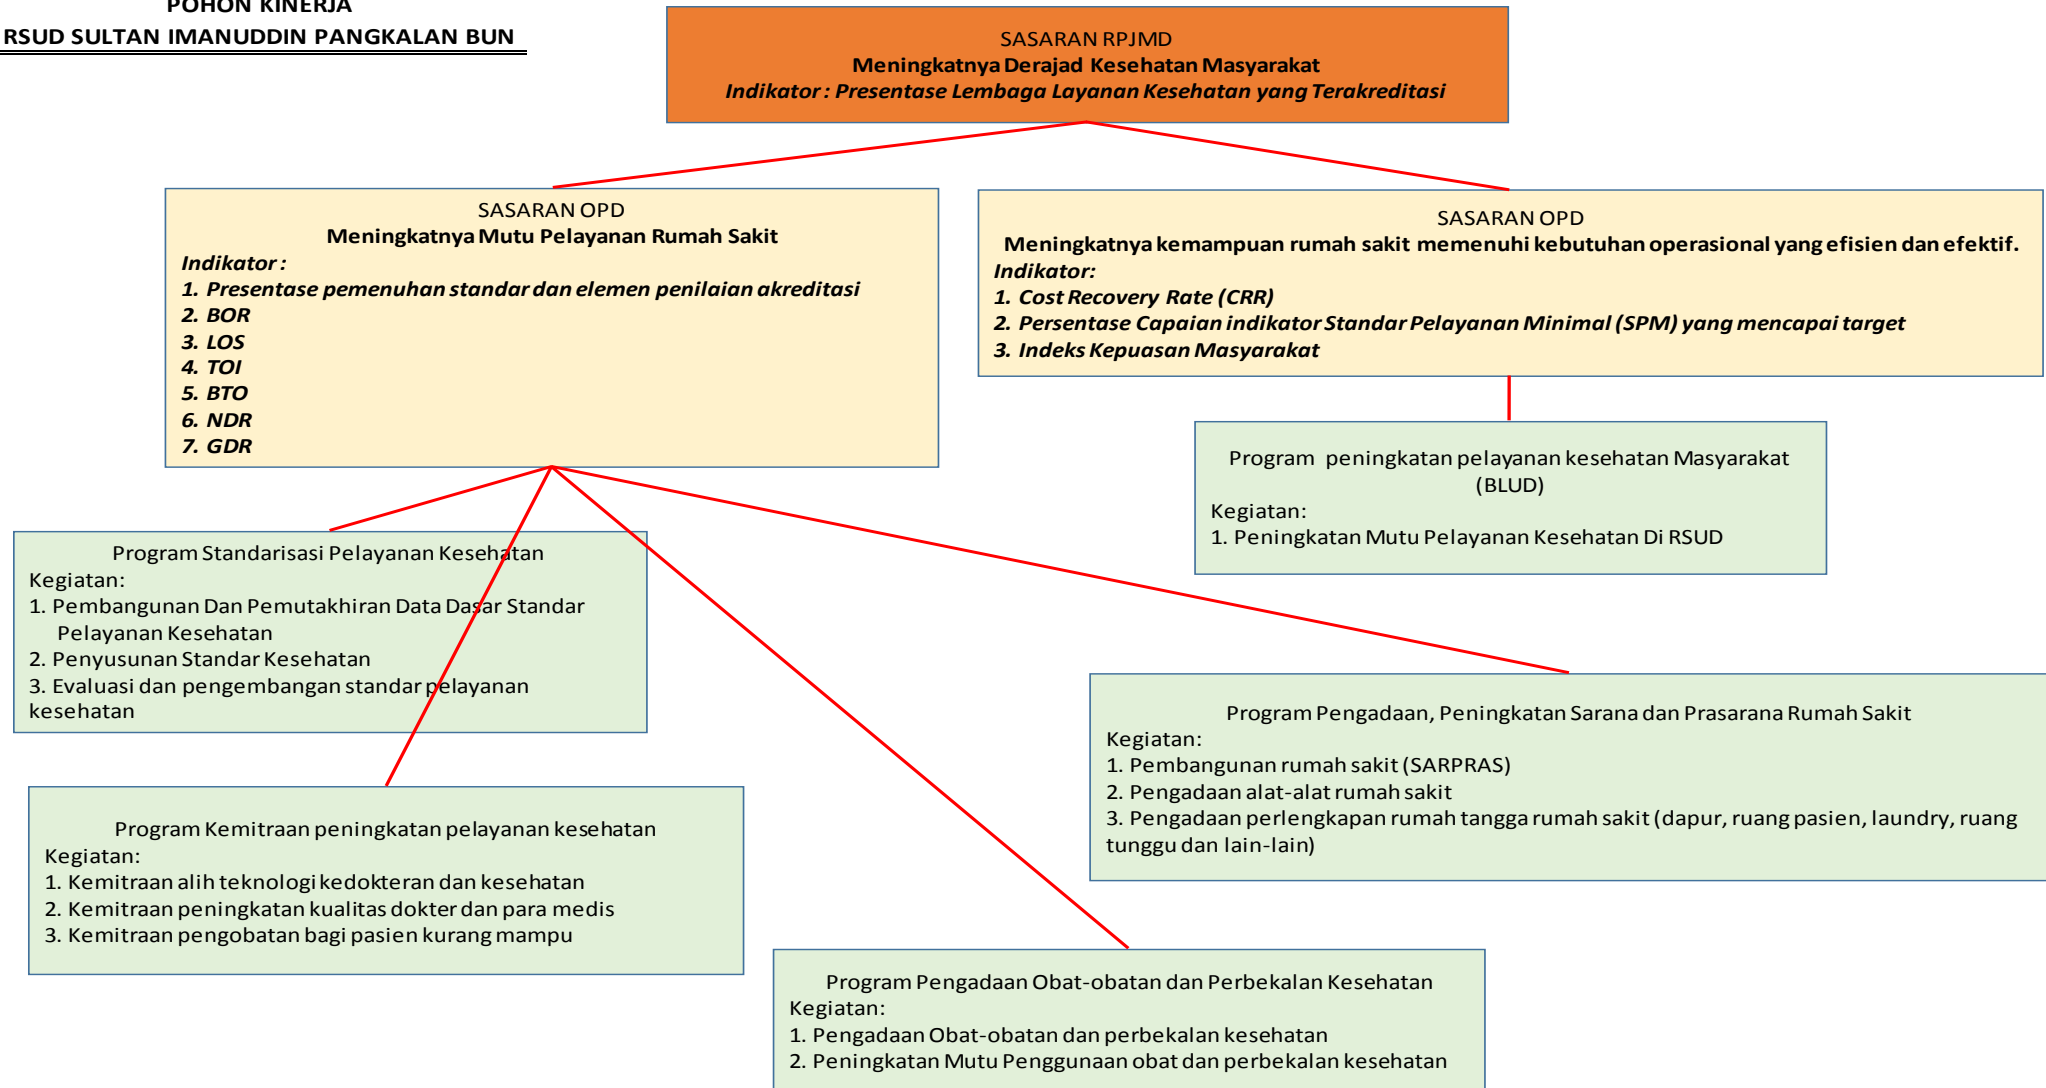 POHON KINERJA
RSUD SULTAN IMANUDDIN PANGKALAN BUN
SASARAN RPJMD
Meningkatnya Derajad Kesehatan Masyarakat
Indikator : Presentase Lembaga Layanan Kesehatan yang Terakreditasi
SASARAN OPD
Meningkatnya Mutu Pelayanan Rumah Sakit
Indikator :
1. Presentase pemenuhan standar dan elemen penilaian akreditasi
2. BOR
3. LOS
4. TOI
5. BTO
6. NDR
7. GDR
SASARAN OPD
Meningkatnya kemampuan rumah sakit memenuhi kebutuhan operasional yang efisien dan efektif.
Indikator:
1. Cost Recovery Rate (CRR)
2. Persentase Capaian indikator Standar Pelayanan Minimal (SPM) yang mencapai target
3. Indeks Kepuasan Masyarakat
Program peningkatan pelayanan kesehatan Masyarakat
(BLUD)
Kegiatan:
1. Peningkatan Mutu Pelayanan Kesehatan Di RSUD
Program Standarisasi Pelayanan Kesehatan
Kegiatan:
1. Pembangunan Dan Pemutakhiran Data Dasar Standar
Pelayanan Kesehatan
2. Penyusunan Standar Kesehatan
3. Evaluasi dan pengembangan standar pelayanan
kesehatan
Program Pengadaan, Peningkatan Sarana dan Prasarana Rumah Sakit
Kegiatan:
1. Pembangunan rumah sakit (SARPRAS)
2. Pengadaan alat-alat rumah sakit
3. Pengadaan perlengkapan rumah tangga rumah sakit (dapur, ruang pasien, laundry, ruang
tunggu dan lain-lain)
Program Kemitraan peningkatan pelayanan kesehatan
Kegiatan:
1. Kemitraan alih teknologi kedokteran dan kesehatan
2. Kemitraan peningkatan kualitas dokter dan para medis
3. Kemitraan pengobatan bagi pasien kurang mampu
Program Pengadaan Obat-obatan dan Perbekalan Kesehatan
Kegiatan:
1. Pengadaan Obat-obatan dan perbekalan kesehatan
2. Peningkatan Mutu Penggunaan obat dan perbekalan kesehatan